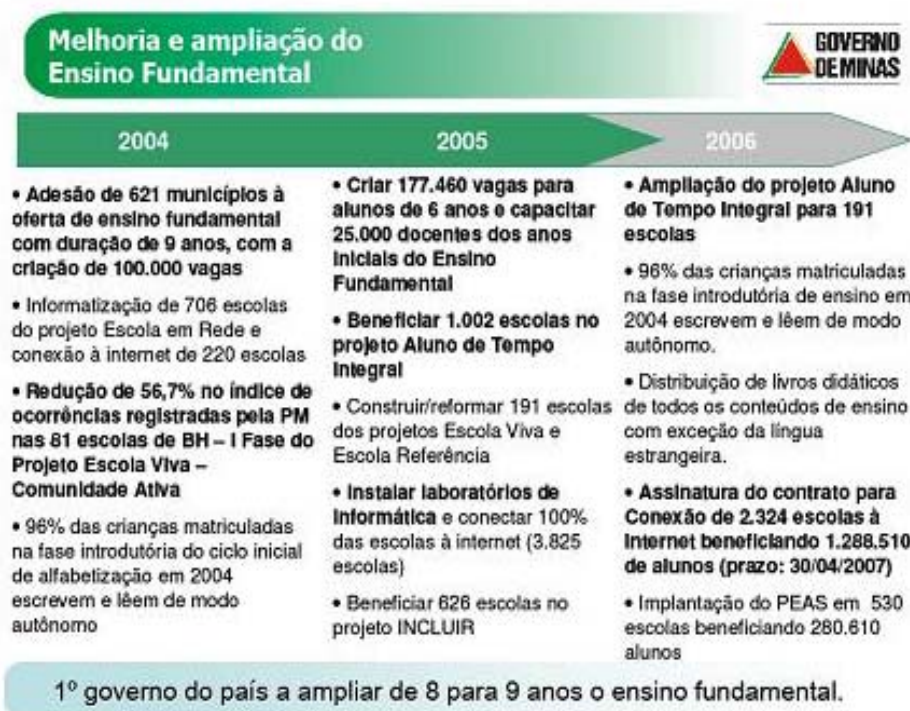 Melhoria e ampliação do
Ensino Fundamental
GOVERNO
DE MINAS
2004
2005
2006
• Adesão de 621 municípios à
oferta de ensino fundamental
com duração de 9 anos, com a
criação de 100.000 vagas
• Informatização de 706 escolas
do projeto Escola em Rede e
conexão à internet de 220 escolas
• Redução de 56,7% no índice de
ocorrências registradas pela PM
nas 81 escolas de BH – I Fase do
Projeto Escola Viva –
Comunidade Ativa
• 96% das crianças matriculadas
na fase introdutória do ciclo inicial
de alfabetização em 2004
escrevem e lêem de modo
autônomo
• Criar 177.460 vagas para
alunos de 6 anos e capacitar
25.000 docentes dos anos
iniciais do Ensino
Fundamental
• Beneficiar 1.002 escolas no
projeto Aluno de Tempo
Integral
• Construir/reformar 191 escolas
dos projetos Escola Viva e
Escola Referência
• Instalar laboratórios de
informática e conectar 100%
das escolas à internet (3.825
escolas)
• Beneficiar 626 escolas no
projeto INCLUIR
• Ampliação do projeto Aluno
de Tempo Integral para 191
escolas
• 96% das crianças matriculadas
na fase introdutória de ensino em
2004 escrevem e lêem de modo
autônomo.
• Distribuição de livros didáticos
de todos os conteúdos de ensino
com exceção da língua
estrangeira.
• Assinatura do contrato para
Conexão de 2.324 escolas à
Internet beneficiando 1.288.510
de alunos (prazo: 30/04/2007)
• Implantação do PEAS em 530
escolas beneficiando 280.610
alunos
1º governo do país a ampliar de 8 para 9 anos o ensino fundamental.